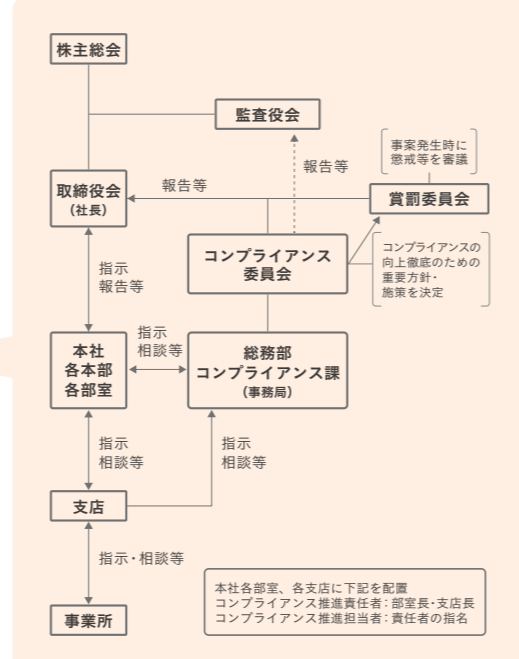 株主総会
監査役会
事案発生時に
懲戒等を審議
報告等
取締役会
(社長)
報告等
賞罰委員会
コンプライアンス
委員会
コンプライアンスの
向上徹底のための
重要方針・
施策を決定
指示
報告等
本社
各本部
各部室
指示
相談等
総務部
コンプライアンス課
(事務局)
指示
相談等
指示
相談等
支店
指示・相談等
事業所
本社各部室、各支店に下記を配置
コンプライアンス推進責任者：部室長・支店長
コンプライアンス推進担当者：責任者の指名